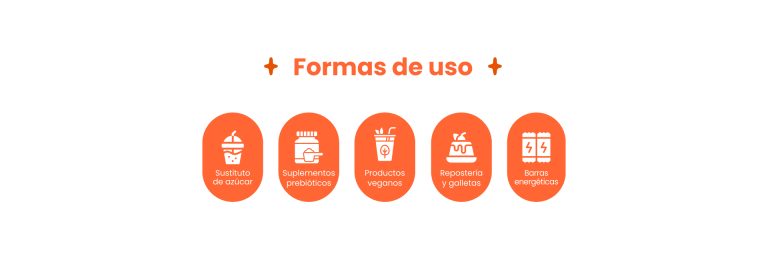 Formas de uso
Sustituto
de azúcar
Suplementos
prebióticos
Productos
veganos
Repostería
y galletas
Barras
energéticas